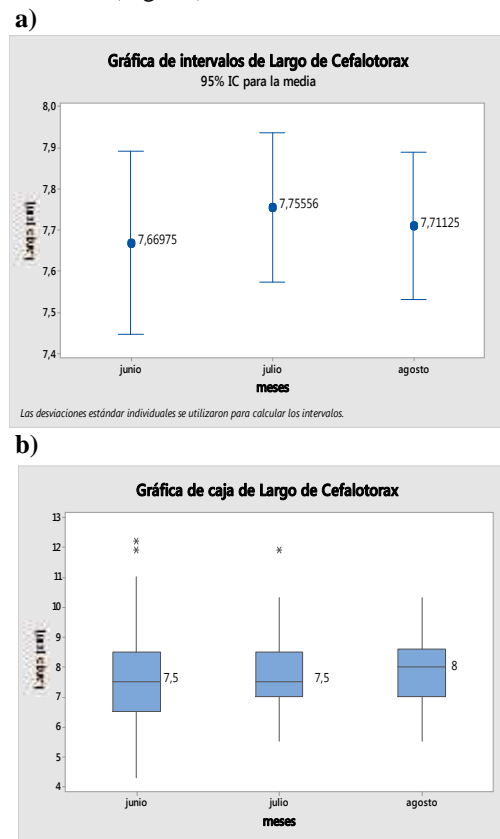 a)
Gráfica de intervalos de Largo de Cefalotorax
95% IC para la media
8,0
7,9
7,8
7,7
7,6
7,5
7,4
7,66975
7,75556
7,71125
junio
julio
agosto
meses
Las desviaciones estándar individuales se utilizaron para calcular los intervalos.
b)
Gráfica de caja de Largo de Cefalotorax
13
12
11
10
9
8
7
6
5
4
7,5
7,5
8
junio
julio
agosto
meses